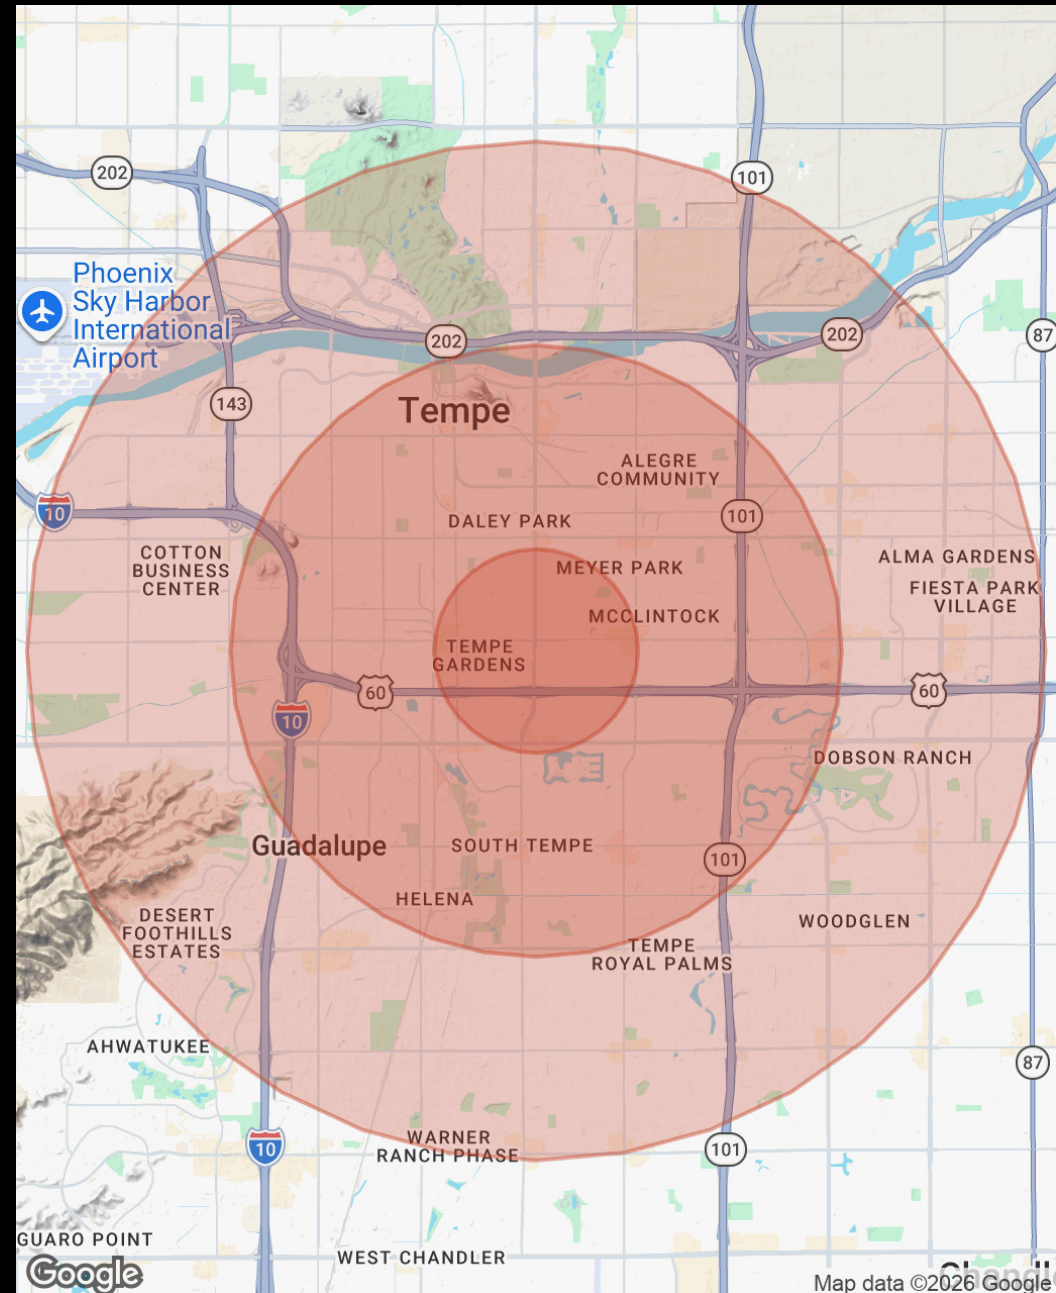 101
202
Phoenix
Sky Harbor
International
Airport
202
202
87
143
Tempe
ALEGRE
COMMUNITY
10
101
DALEY PARK
COTTON
BUSINESS
CENTER
MEYER PARK
ALMA GARDENS
FIESTA PARK
VILLAGE
MCCLINTOCK
TEMPE
GARDENS
60
60
10
DOBSON RANCH
Guadalupe
SOUTH TEMPE
101
HELENA
DESERT
FOOTHILLS
ESTATES
WOODGLEN
TEMPE
ROYAL PALMS
AHWATUKEE
87
10
WARNER
RANCH PHASE
101
GUARO POINT
WEST CHANDLER
Google
Map data ©2026 Google